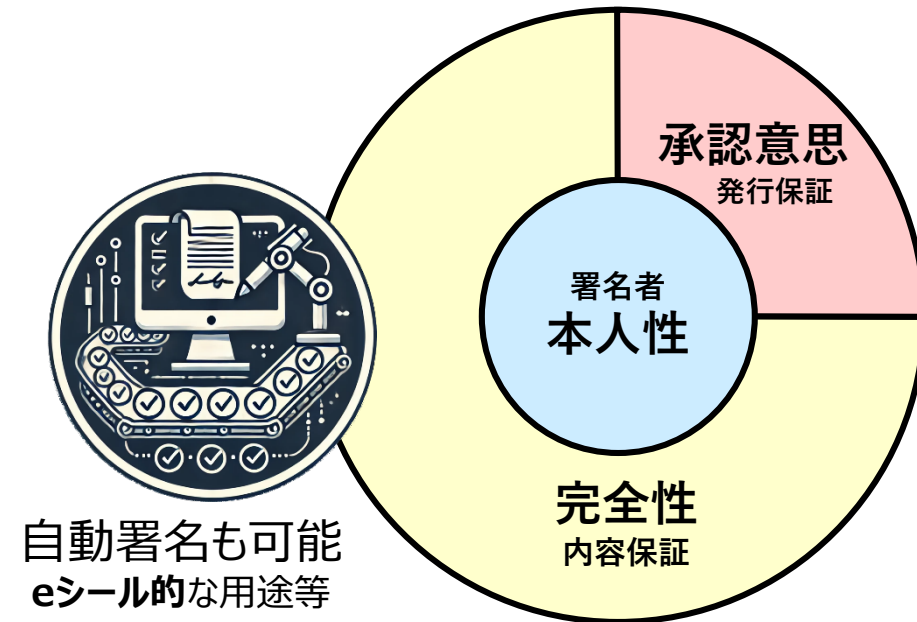 承認意思
発行保証
署名者
本人性
完全性
内容保証
自動署名も可能
eシール的な用途等